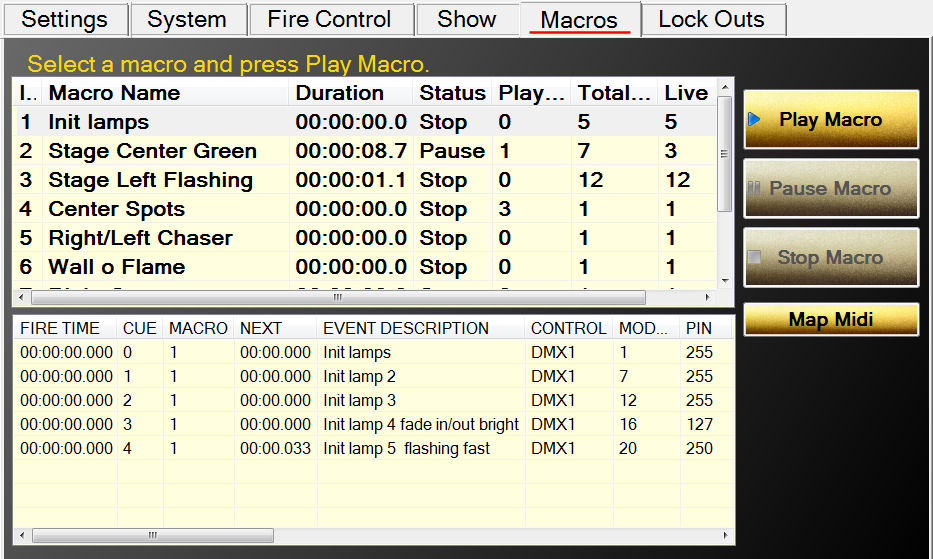 Settings System Fire Control Show Macros Lock Outs
Select a macro and press Play Macro.
I.. Macro Name Duration Status Play... Total... Live
1 Init lamps 00:00:00.0 Stop 0 5 5
2 Stage Center Green 00:00:08.7 Pause 1 7 3
3 Stage Left Flashing 00:00:01.1 Stop 0 12 12
4 Center Spots 00:00:00.0 Stop 3 1 1
5 Right/Left Chaser 00:00:00.0 Stop 0 1 1
6 Wall o Flame 00:00:00.0 Stop 0 1 1
Play Macro
Pause Macro
Stop Macro
Map Midi
FIRE TIME CUE MACRO NEXT EVENT DESCRIPTION CONTROL MOD... PIN
00:00:00.000 0 1 00:00.000 Init lamps DMX1 1 255
00:00:00.000 1 1 00:00.000 Init lamp 2 DMX1 7 255
00:00:00.000 2 1 00:00.000 Init lamp 3 DMX1 12 255
00:00:00.000 3 1 00:00.000 Init lamp 4 fade in/out bright DMX1 16 127
00:00:00.000 4 1 00:00.033 Init lamp 5 flashing fast DMX1 20 250